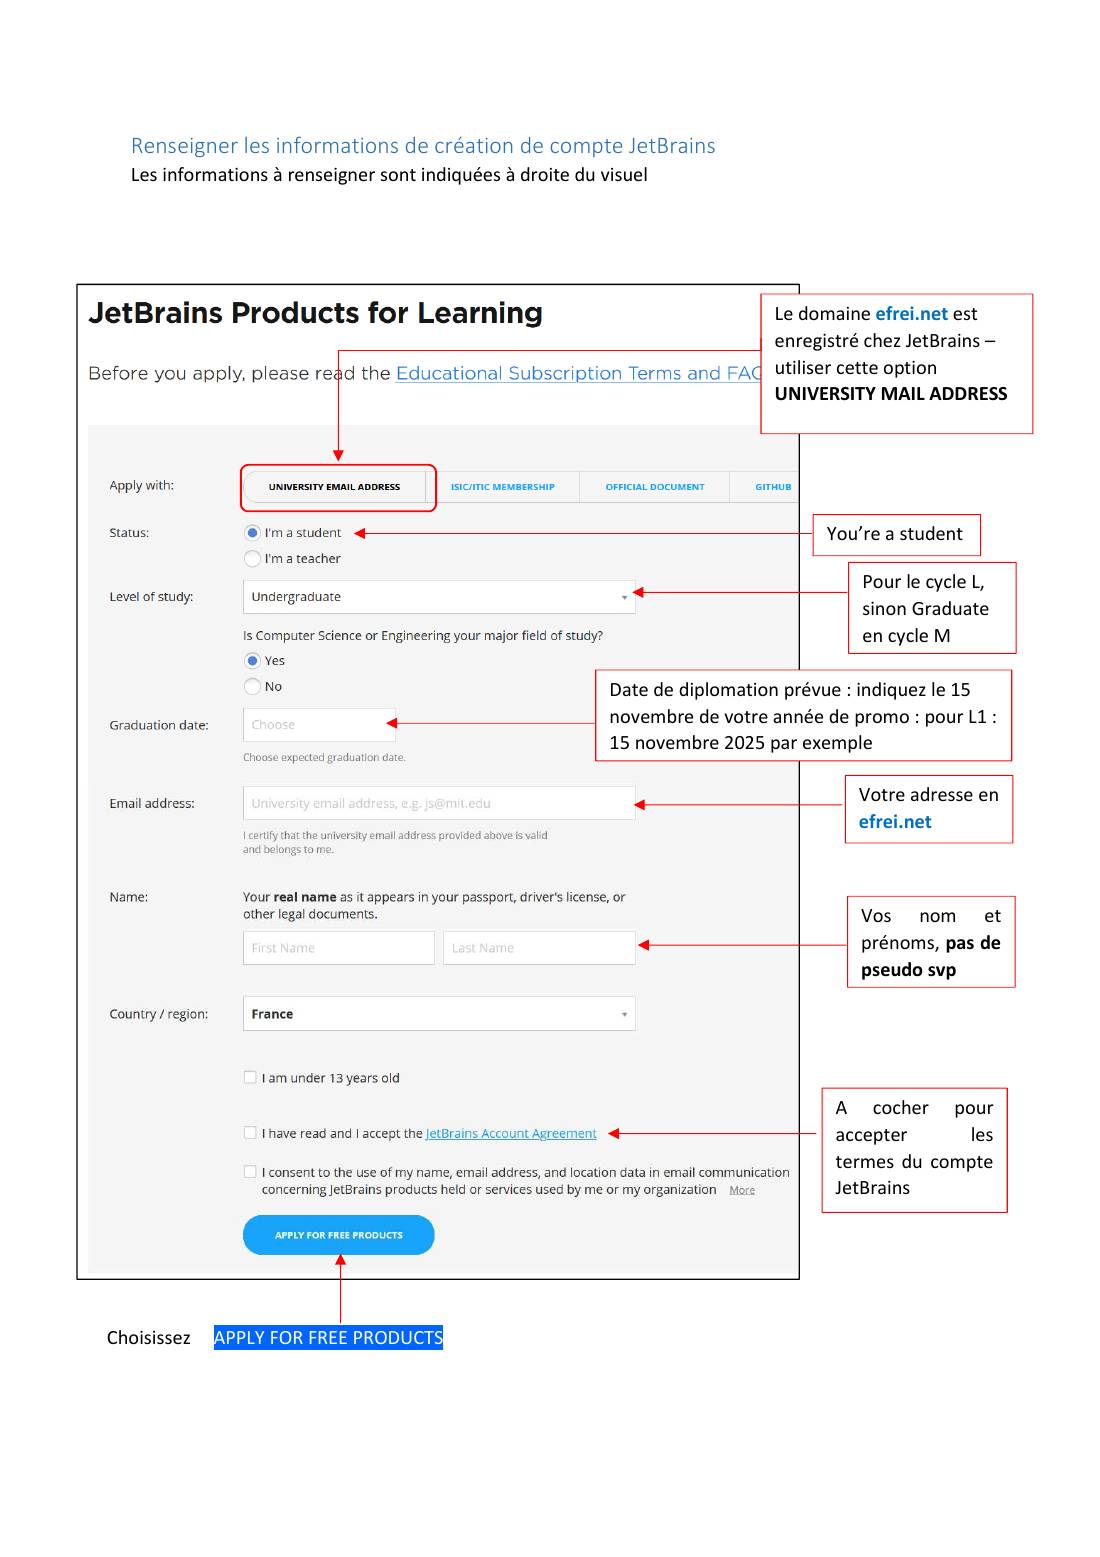 Renseigner les informations de création de compte JetBrains
Les informations à renseigner sont indiquées à droite du visuel
JetBrains Products for Learning
Le domaine efrei.net est
enregistré chez JetBrains –
utiliser cette option
UNIVERSITY MAIL ADDRESS
Before you apply, please read the Educational Subscription Terms and FAQ
Apply with:
UNIVERSITY EMAIL ADDRESS
ISIC/ITIC MEMBERSHIP
OFFICIAL DOCUMENT
GITHUB
Status:
I'm a student
You’re a student
I'm a teacher
Level of study:
Undergraduate
Pour le cycle L,
sinon Graduate
en cycle M
Is Computer Science or Engineering your major field of study?
Yes
No
Date de diplomation prévue : indiquez le 15
novembre de votre année de promo : pour L1 :
15 novembre 2025 par exemple
Graduation date:
Choose
Choose expected graduation date.
Email address:
University email address, e.g. js@mit.edu
Votre adresse en
efrei.net
I certify that the university email address provided above is valid
and belongs to me.
Name:
Your real name as it appears in your passport, driver's license, or
other legal documents.
First Name
Last Name
Vos nom et
prénoms, pas de
pseudo svp
Country / region:
France
I am under 13 years old
I have read and I accept the JetBrains Account Agreement
A cocher pour
accepter les
termes du compte
JetBrains
I consent to the use of my name, email address, and location data in email communication
concerning JetBrains products held or services used by me or my organization More
APPLY FOR FREE PRODUCTS
Choisissez APPLY FOR FREE PRODUCTS